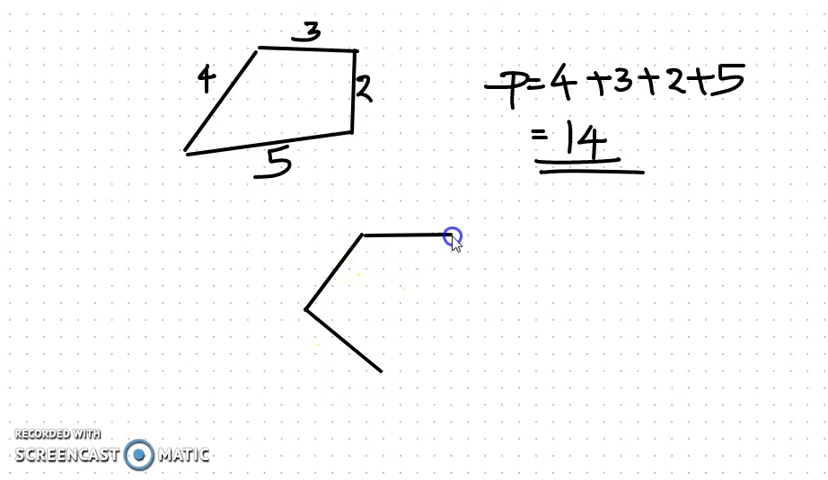 3
4
2
5
p=4+3+2+5
=14
RECORDED WITH
SCREENCAST MATIC